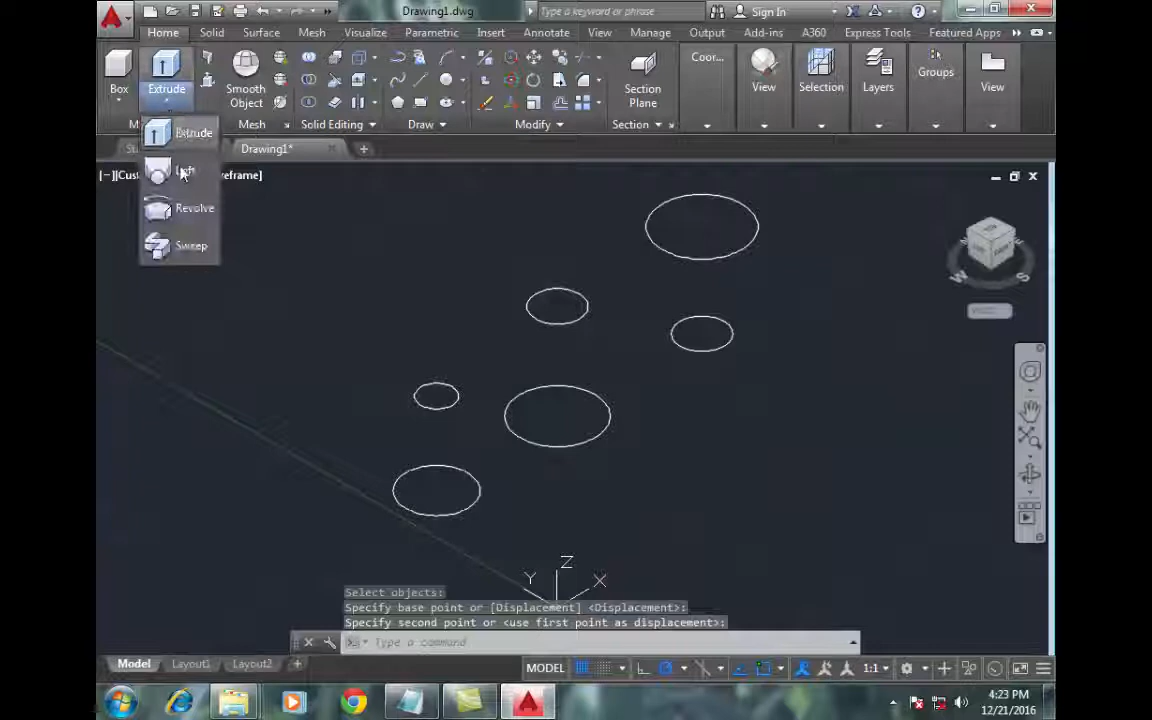 Drawing1.dwg
Type a keyword or phrase
Sign In
Home
Solid
Surface
Mesh
Visualize
Parametric
Insert
Annotate
View
Manage
Output
Add-ins
A360
Express Tools
Featured Apps
Box
Extrude
Smooth Object
Section Plane
Coor...
View
Selection
Layers
Groups
View
Mesh
Solid Editing
Draw
Modify
Section
Extrude
Revolve
Sweep
Drawing1*
W
S
Z
Y
X
Select objects:
Specify base point or [Displacement] <Displacement>:
Specify second point or <use first point as displacement>:
Type a command
Model
Layout1
Layout2
MODEL
1:1
4:23 PM
12/21/2016